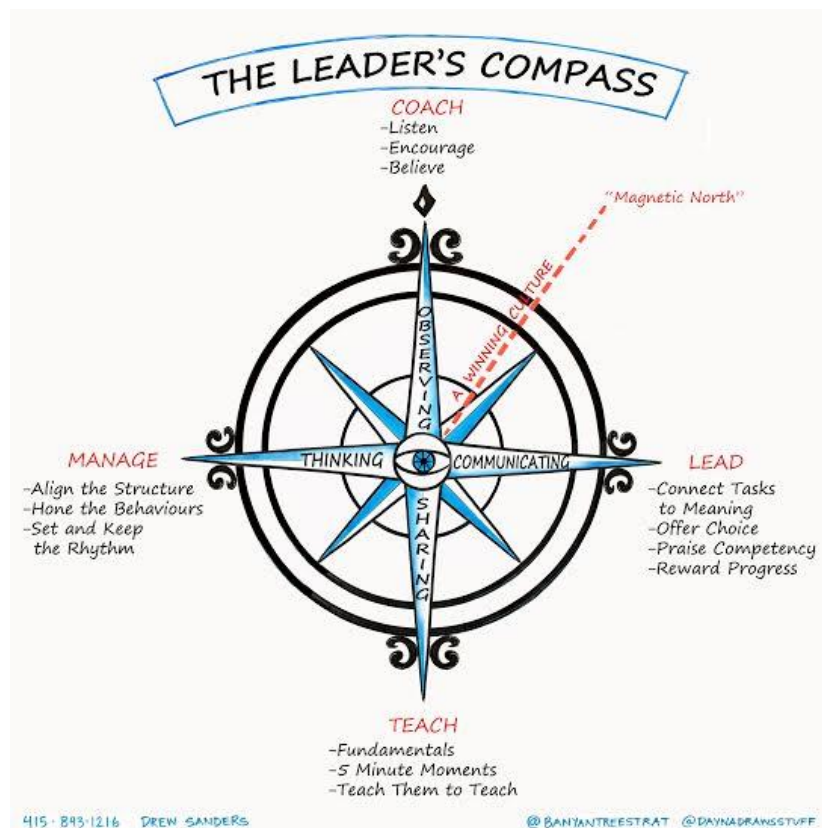 THE LEADER'S COMPASS
COACH
-Listen
-Encourage
-Believe
"Magnetic North"
A WINNING CULTURE
OBSERVING
THINKING
COMMUNICATING
SHARING
MANAGE
-Align the Structure
-Hone the Behaviours
-Set and Keep
the Rhythm
LEAD
-Connect Tasks
to Meaning
-Offer Choice
-Praise Competency
-Reward Progress
TEACH
-Fundamentals
-5 Minute Moments
-Teach Them to Teach
415-893-1216 DREW SANDERS
@BANYANTREESTRAT @DAYNADRAWSSTUFF